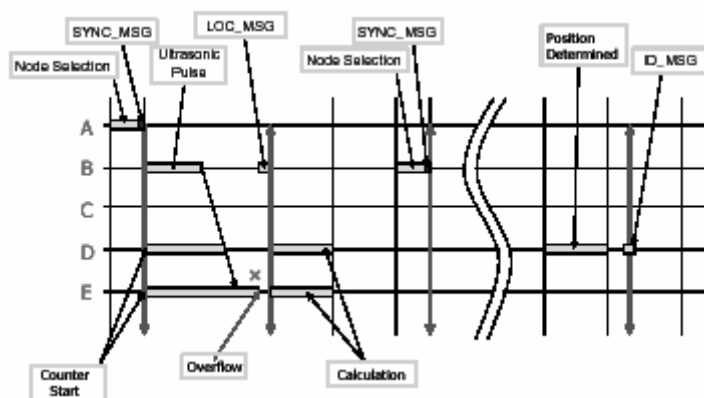 SYNC_MSG
LOC_MSG
SYNC_MSG
Node Selection
Ultrasonic
Pulse
Node Selection
Position
Determined
ID_MSG
A
B
C
D
E
×
Counter
Start
Overflow
Calculation